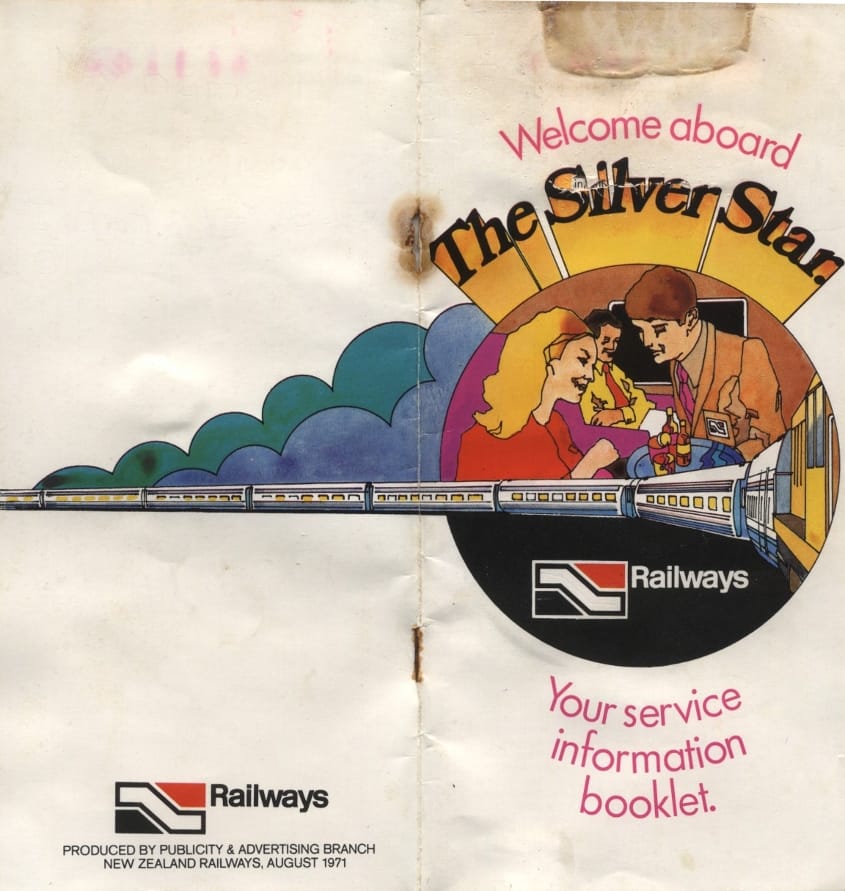 Welcome aboard
The Silver Star.
Railways
Your service
information
booklet.
Railways
PRODUCED BY PUBLICITY & ADVERTISING BRANCH
NEW ZEALAND RAILWAYS, AUGUST 1971